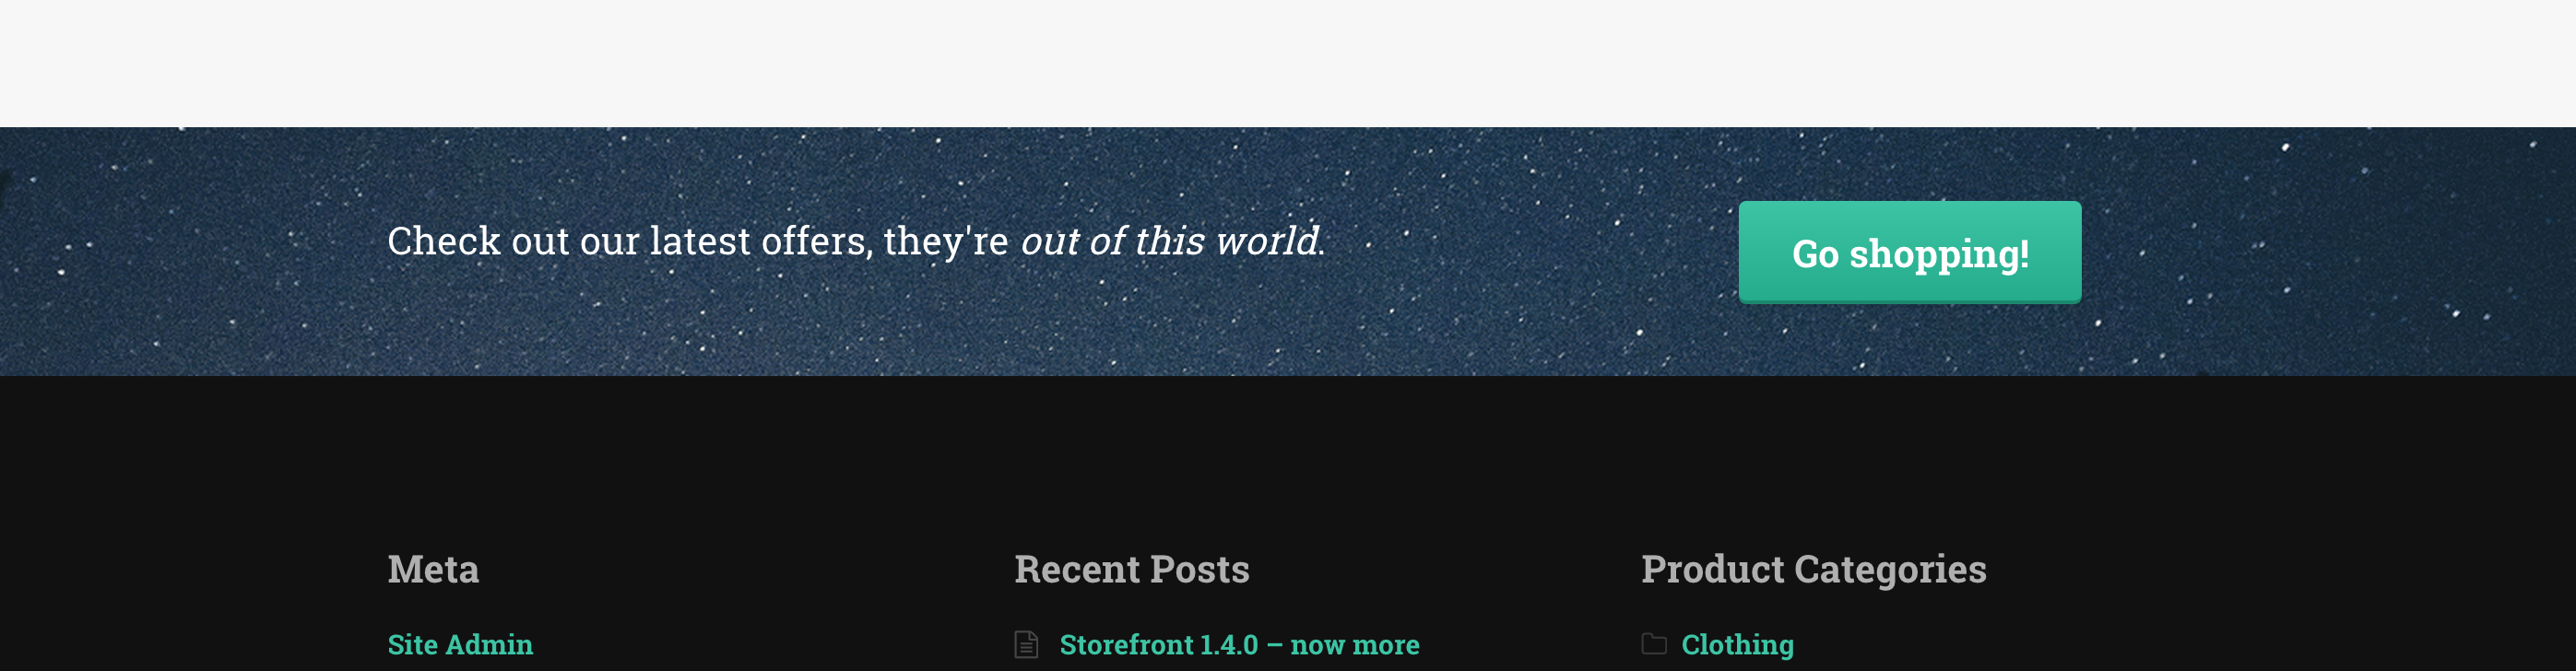 Check out our latest offers, they're out of this world.
Go shopping!
Meta
Recent Posts
Product Categories
Site Admin
Storefront 1.4.0 – now more
Clothing